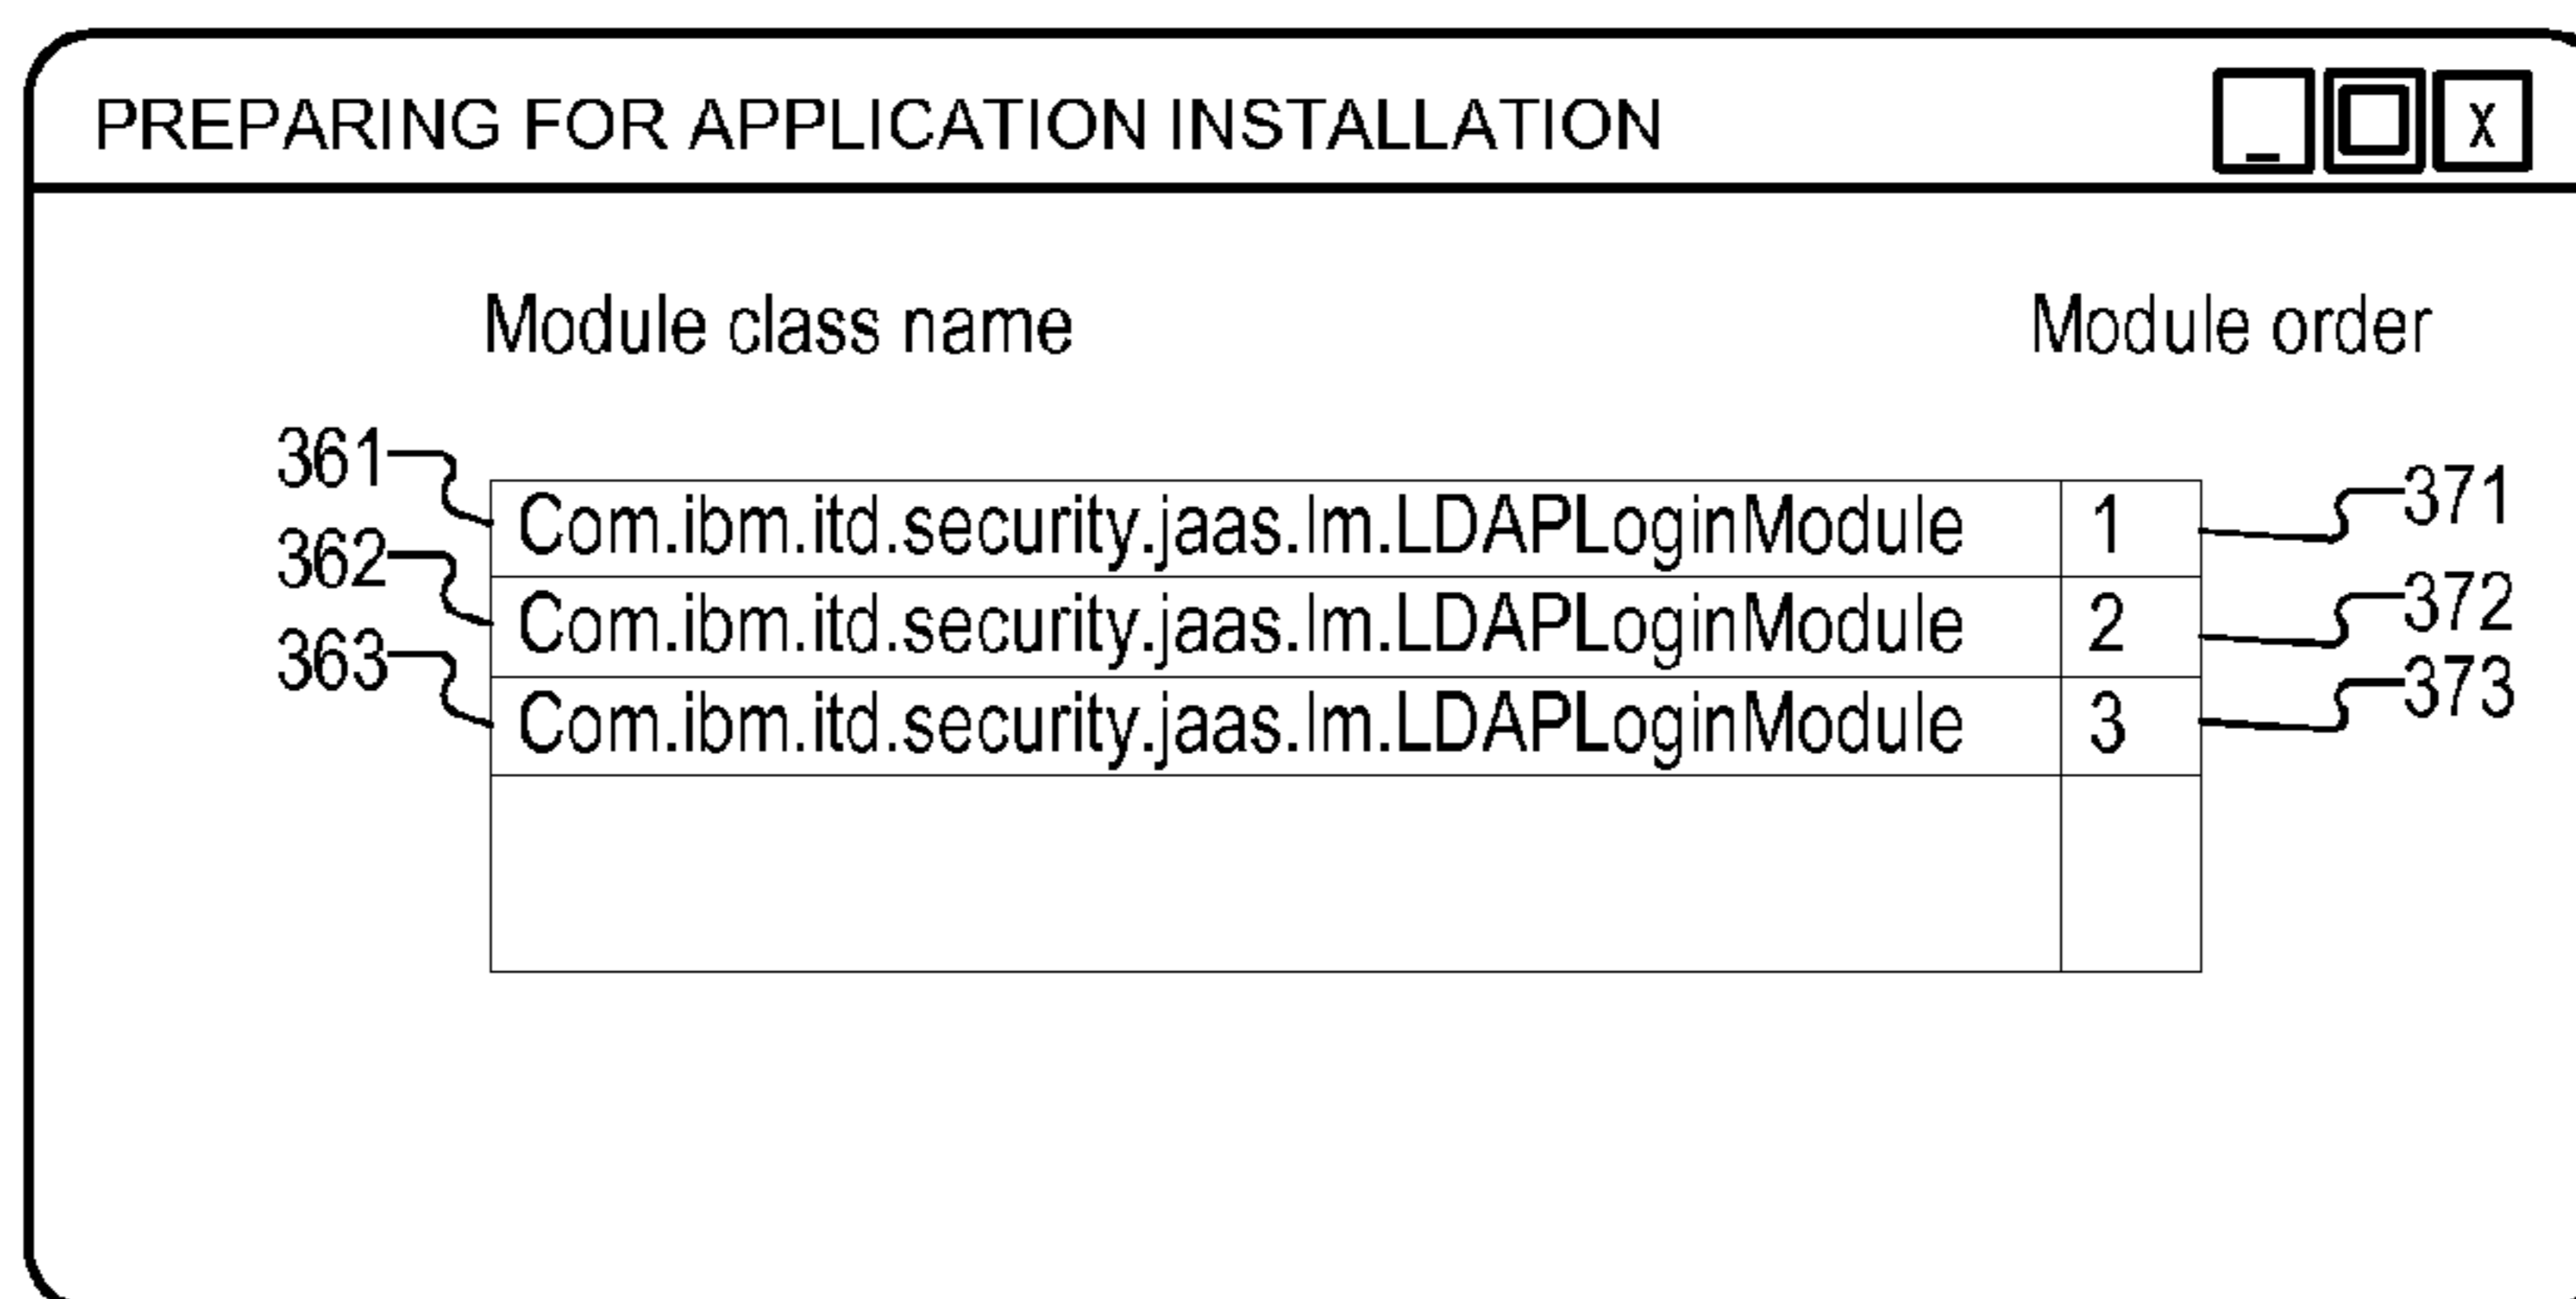 PREPARING FOR APPLICATION INSTALLATION _ X
Module class name Module order
361 Com.ibm.itd.security.jaas.lm.LDAPLoginModule 1 371
362 Com.ibm.itd.security.jaas.lm.LDAPLoginModule 2 372
363 Com.ibm.itd.security.jaas.lm.LDAPLoginModule 3 373